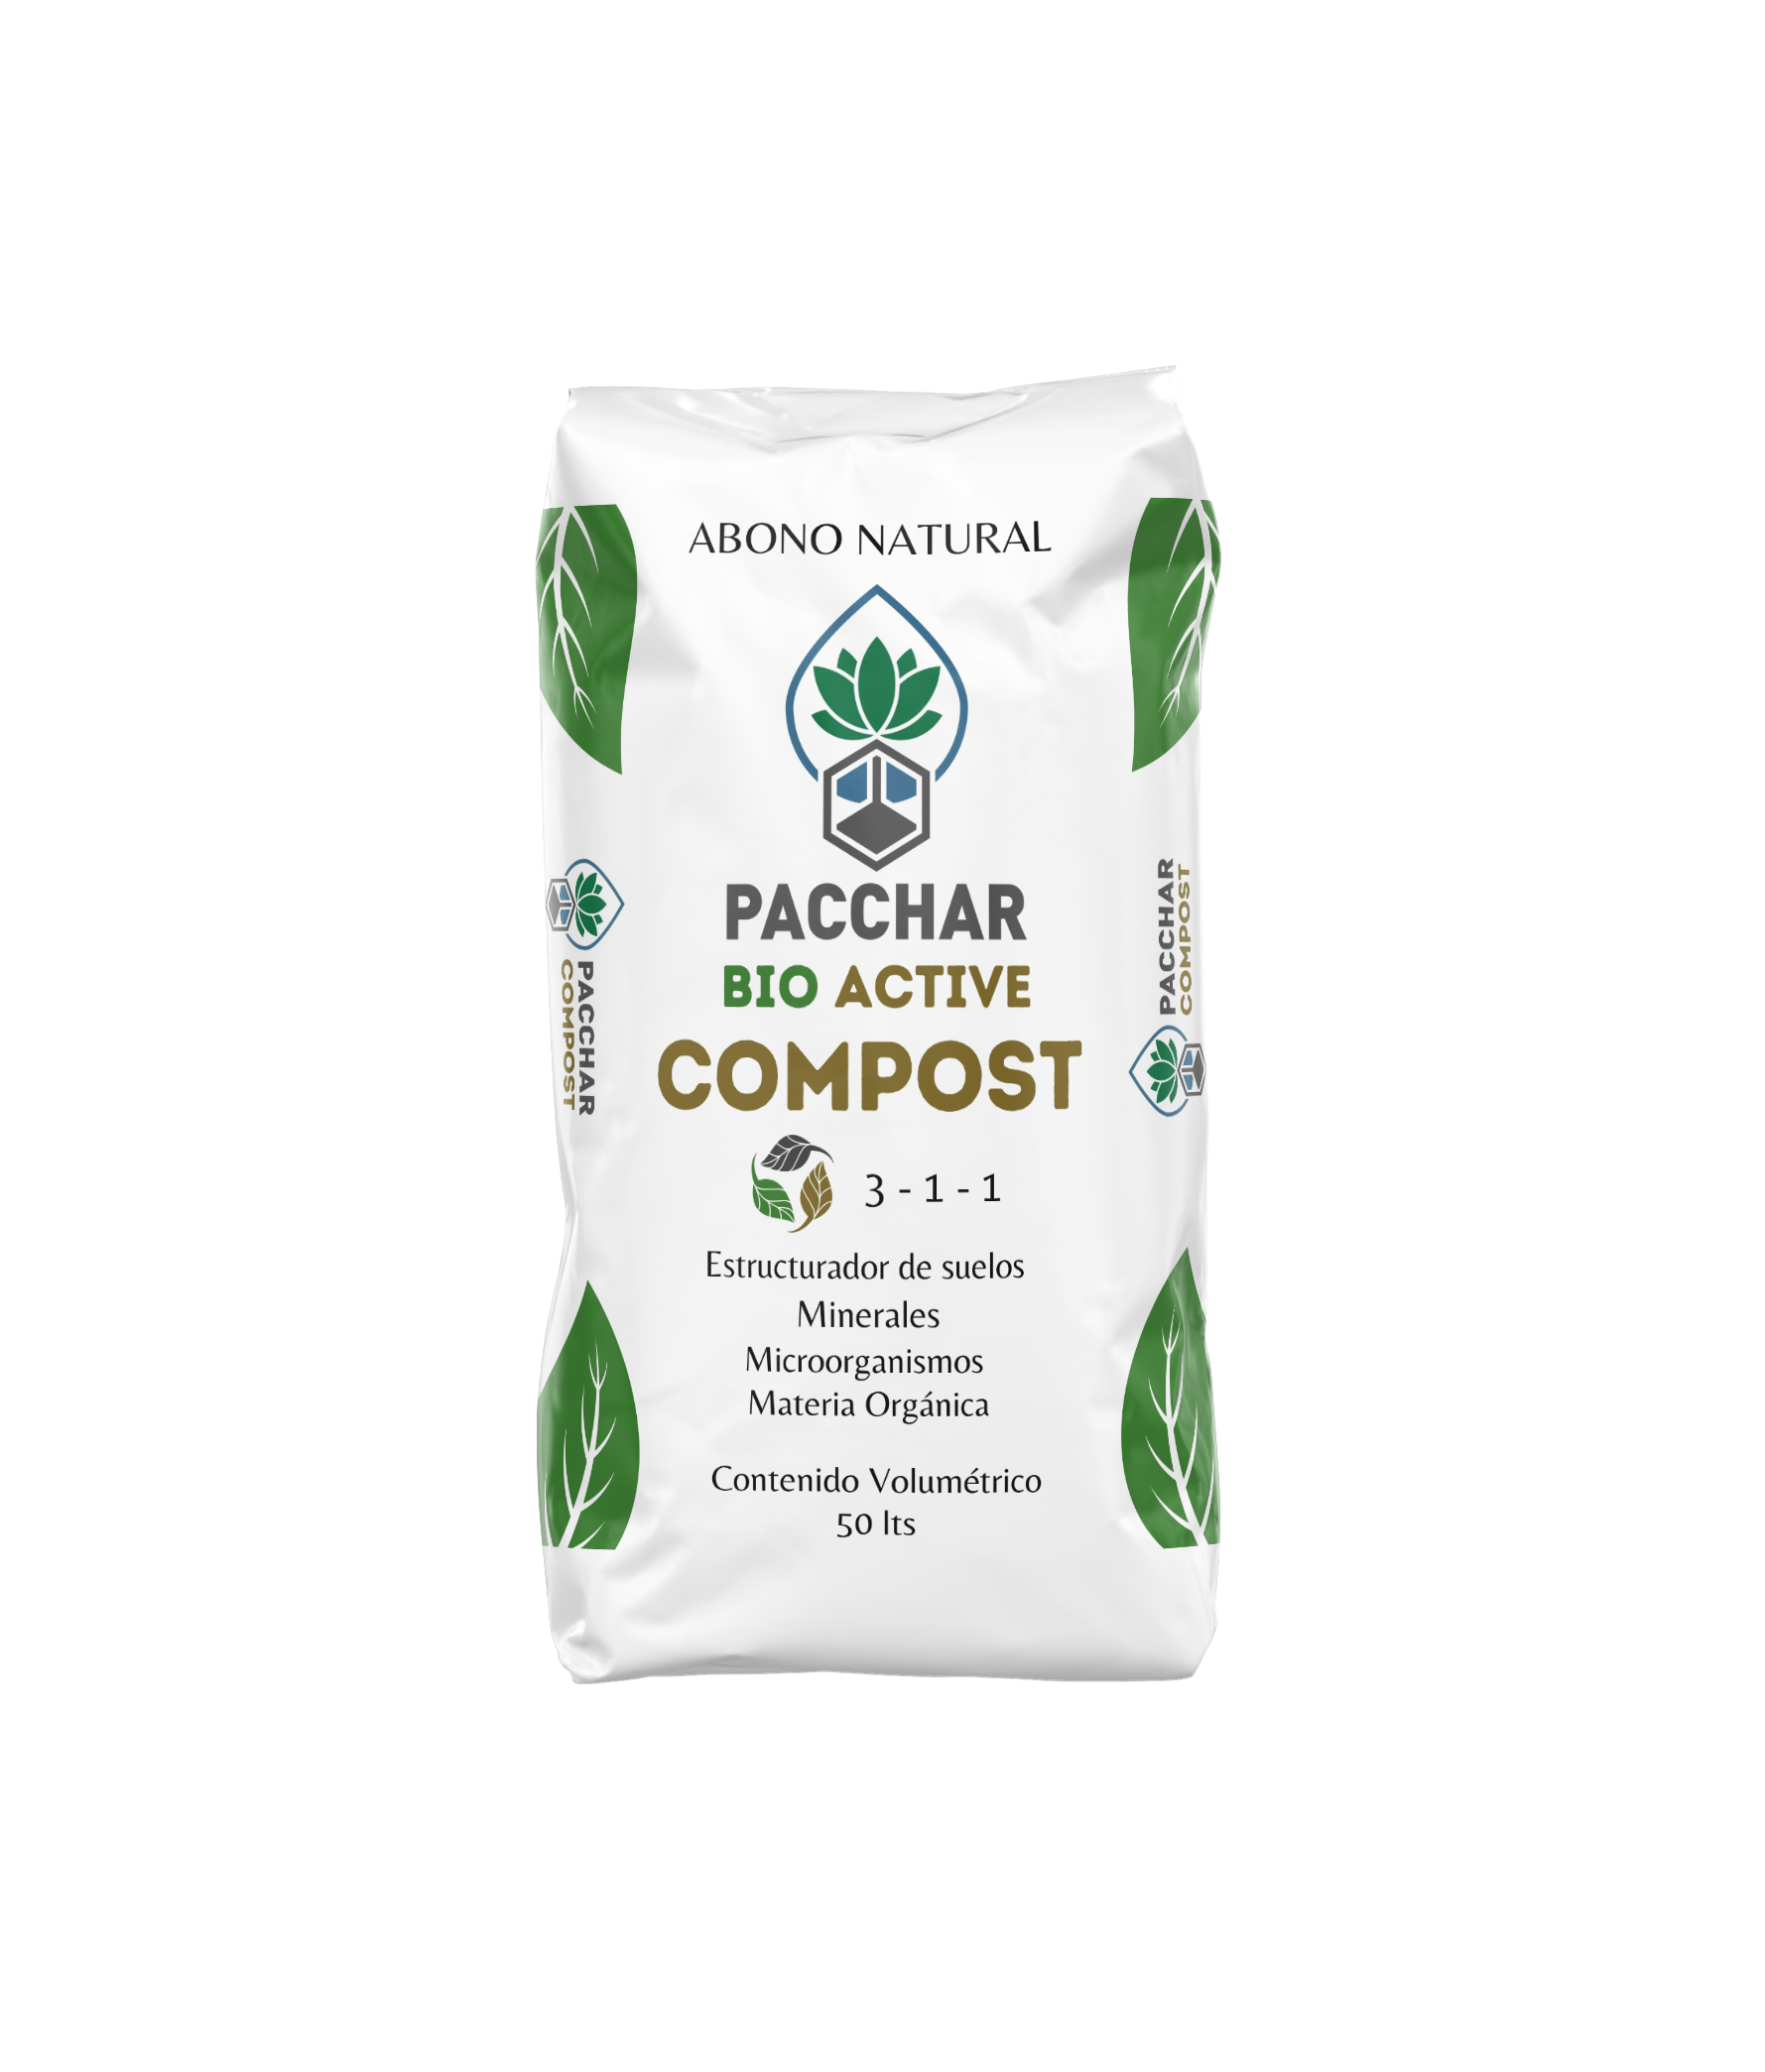 ABONO NATURAL
PACCHAR
BIO ACTIVE
COMPOST
3 - 1 - 1
Estructurador de suelos
Minerales
Microorganismos
Materia Orgánica
Contenido Volumétrico
50 lts
PACCHAR
COMPOST
PACCHAR
COMPOST